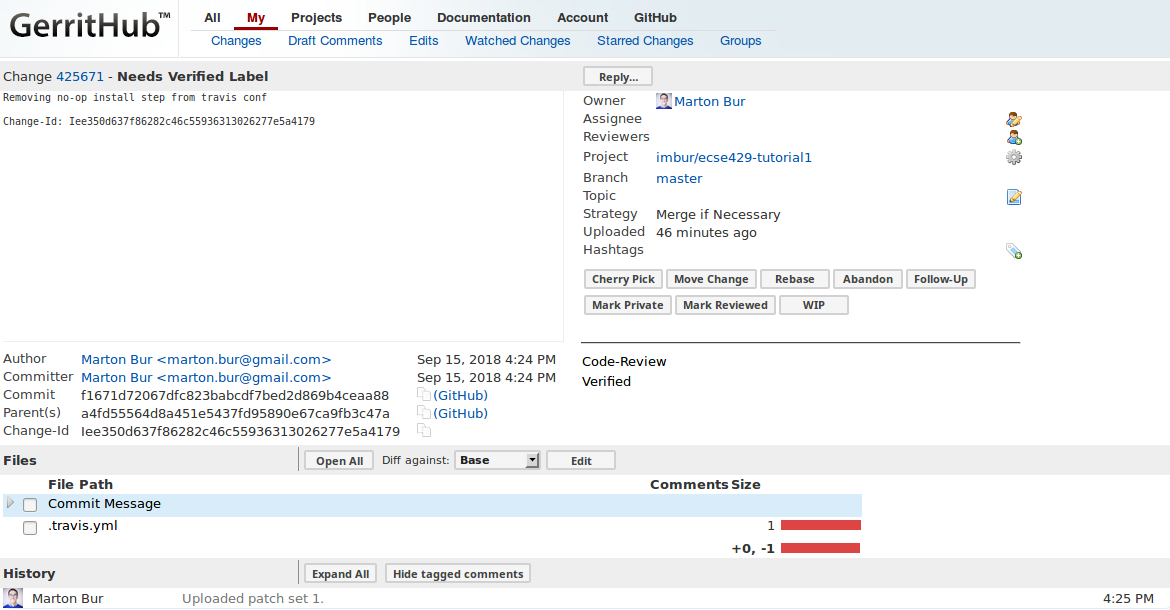 GerritHub™
All My Projects People Documentation Account GitHub
Changes Draft Comments Edits Watched Changes Starred Changes Groups
Change 425671 - Needs Verified Label
Reply...
Removing no-op install step from travis conf
Change-Id: Iee350d637f86282c46c55936313026277e5a4179
Owner Marton Bur
Assignee
Reviewers
Project imbur/ecse429-tutorial1
Branch master
Topic
Strategy Merge if Necessary
Uploaded 46 minutes ago
Hashtags
Cherry Pick Move Change Rebase Abandon Follow-Up
Mark Private Mark Reviewed WIP
Author Marton Bur <marton.bur@gmail.com> Sep 15, 2018 4:24 PM
Committer Marton Bur <marton.bur@gmail.com> Sep 15, 2018 4:24 PM
Commit f1671d72067dfc823babcdf7bed2d869b4ceaa88 (GitHub)
Parent(s) a4fd55564d8a451e5437fd95890e67ca9fb3c47a (GitHub)
Change-Id Iee350d637f86282c46c55936313026277e5a4179
Code-Review
Verified
Files Open All Diff against: Base Edit
File Path Comments Size
Commit Message
.travis.yml 1
+0, -1
History Expand All Hide tagged comments
Marton Bur Uploaded patch set 1. 4:25 PM